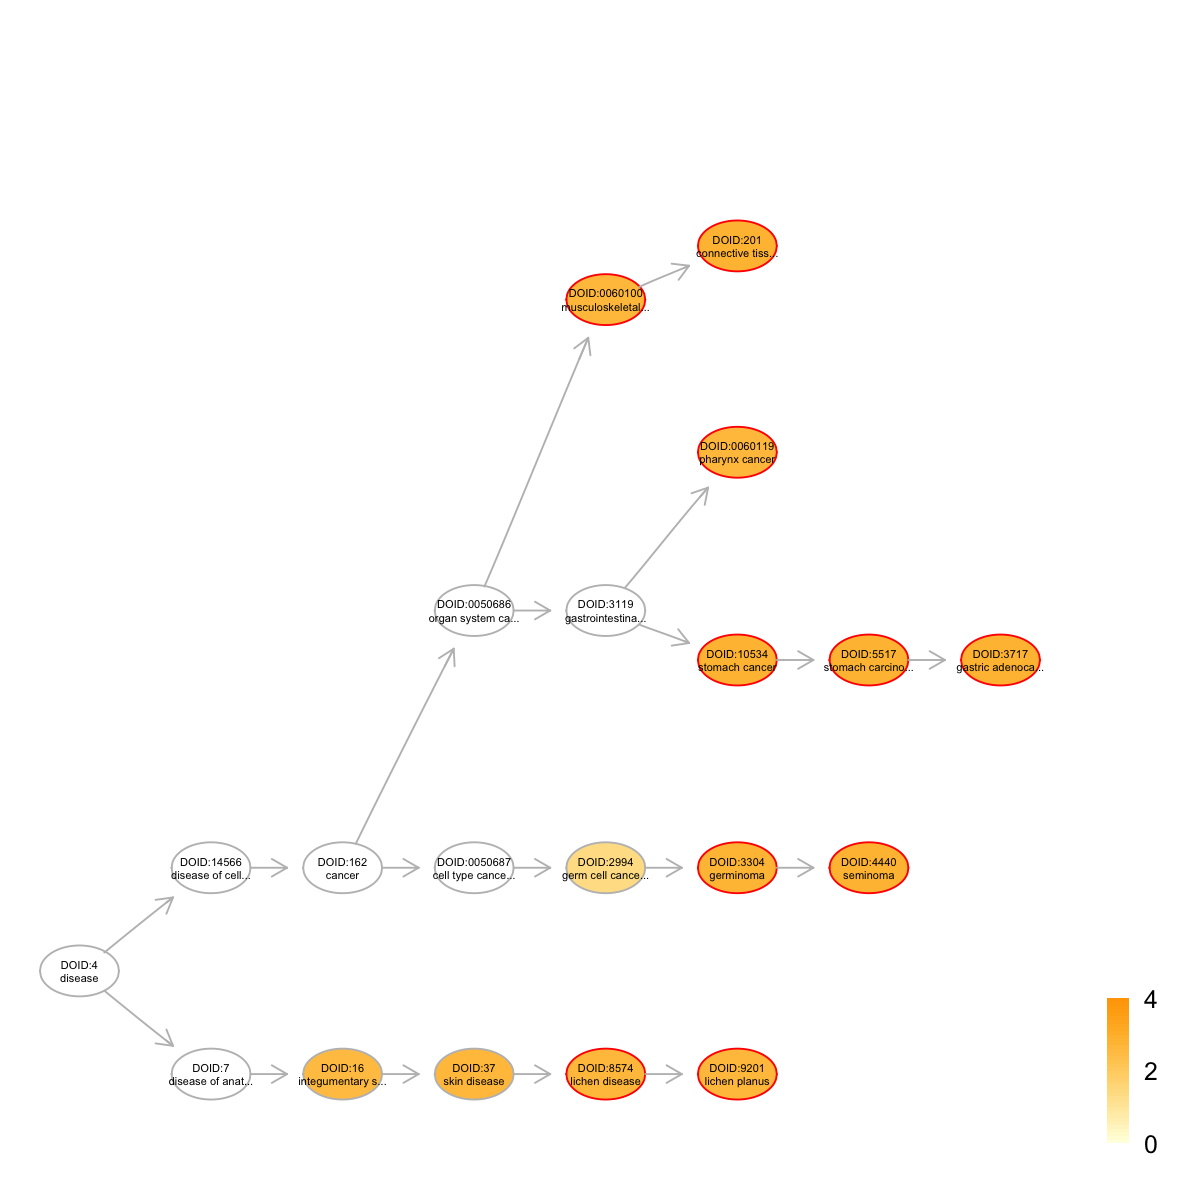 DOID:201
connective tiss...
DOID:0060100
musculoskeletal...
DOID:0060119
pharynx cancer
DOID:0050686
organ system ca...
DOID:3119
gastrointestina...
DOID:10534
stomach cancer
DOID:5517
stomach carcino...
DOID:3717
gastric adenoca...
DOID:14566
disease of cell...
DOID:162
cancer
DOID:0050687
cell type cance...
DOID:2994
germ cell cance...
DOID:3304
germinoma
DOID:4440
seminoma
DOID:4
disease
DOID:7
disease of anat...
DOID:16
integumentary s...
DOID:37
skin disease
DOID:8574
lichen disease
DOID:9201
lichen planus
4
2
0